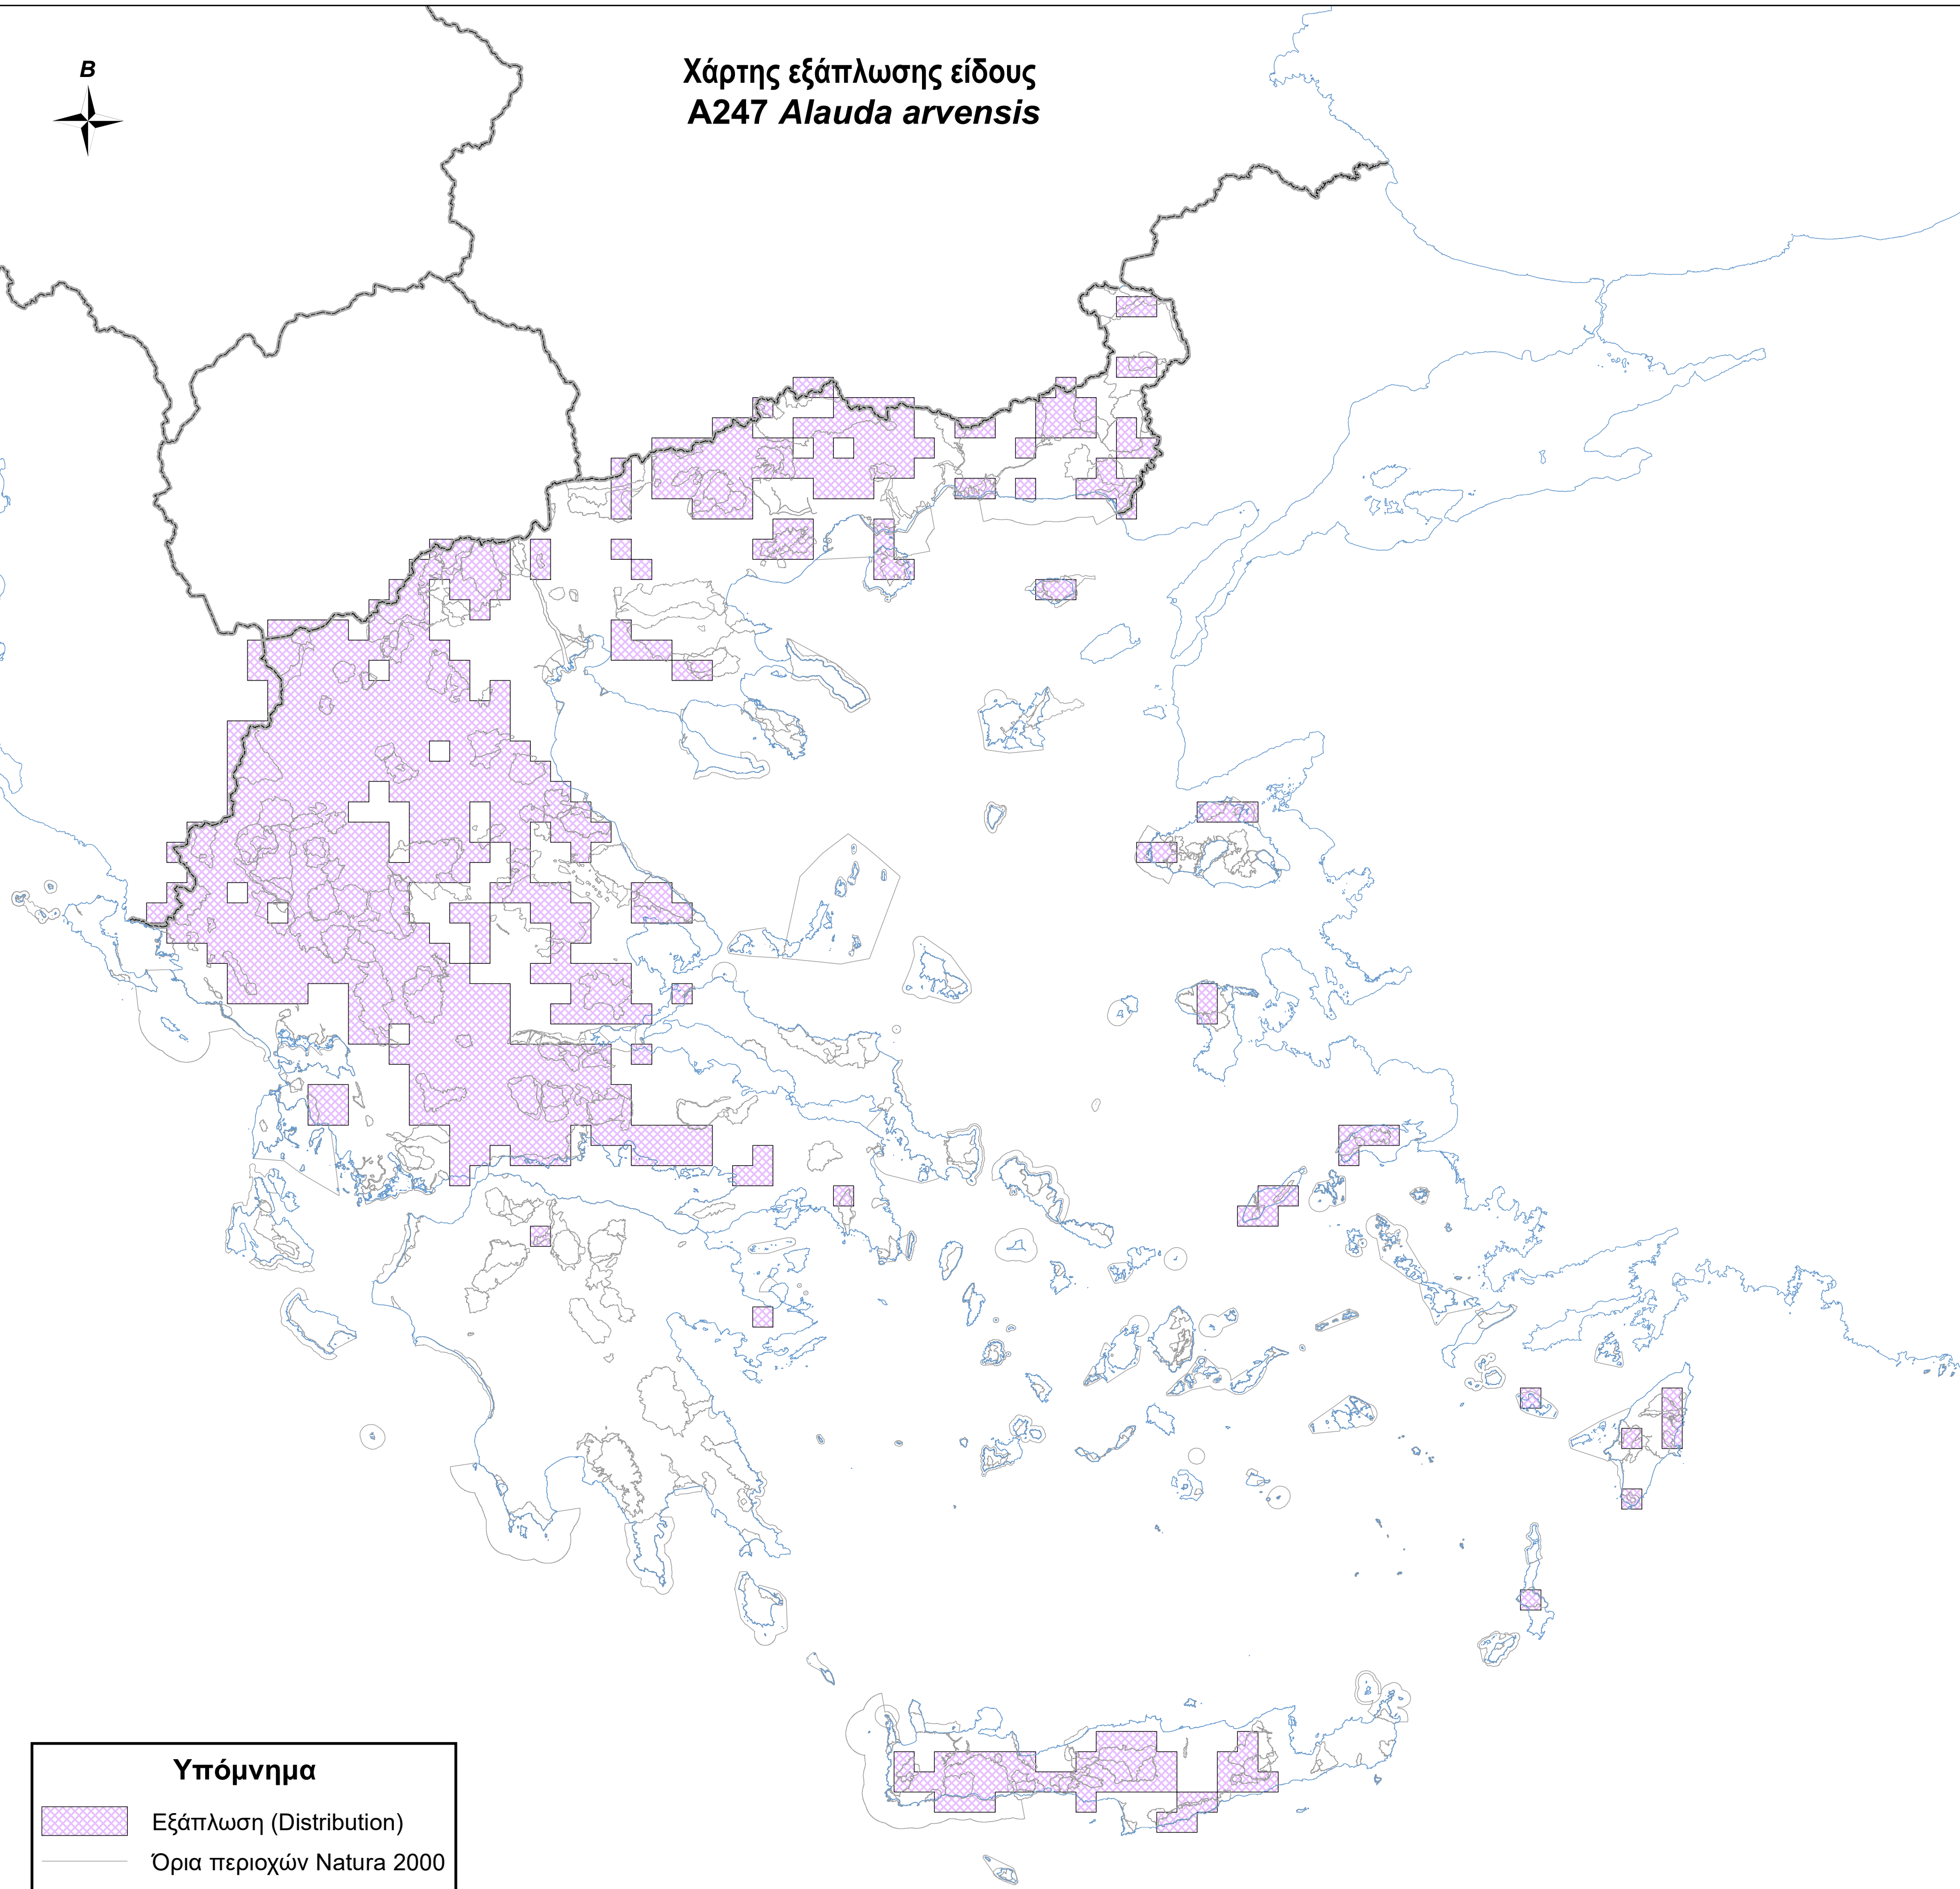 B
Χάρτης εξάπλωσης είδους
A247 Alauda arvensis
Υπόμνημα
Εξάπλωση (Distribution)
Όρια περιοχών Natura 2000